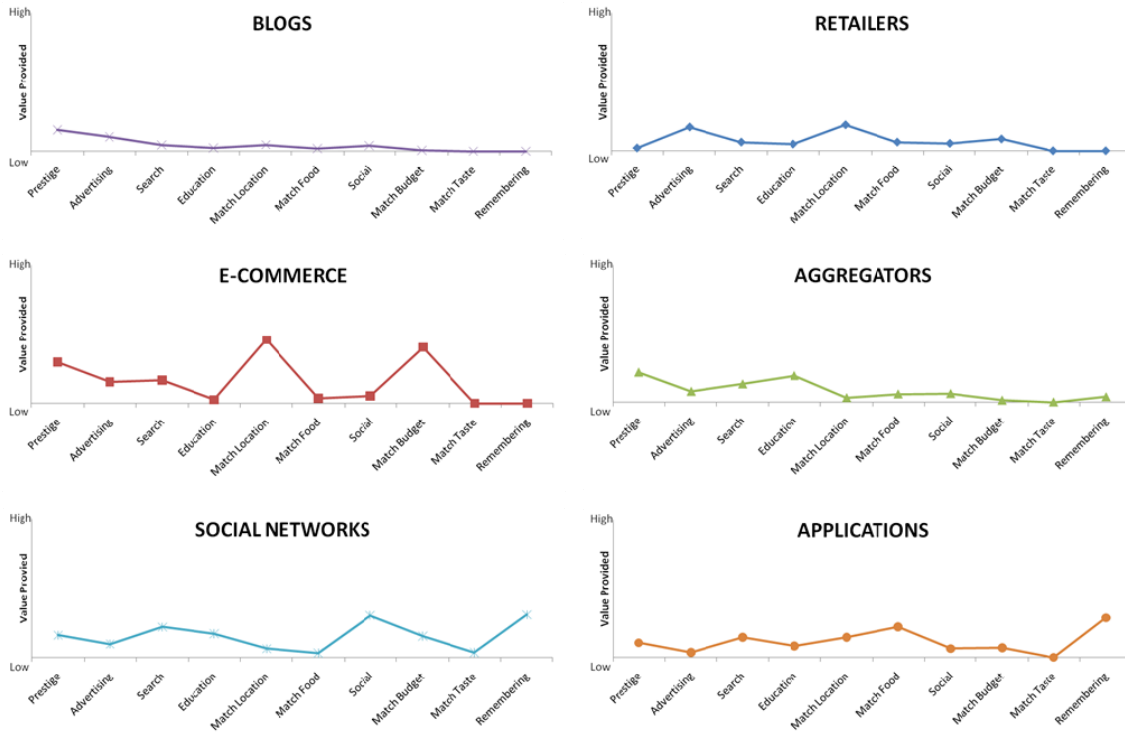 High
BLOGS
Value Provided
Low
Prestige
Advertising
Search
Education
Match Location
Match Food
Social
Match Budget
Match Taste
Remembering
High
RETAILERS
Value Provided
Low
Prestige
Advertising
Search
Education
Match Location
Match Food
Social
Match Budget
Match Taste
Remembering
High
E-COMMERCE
Value Provided
Low
Prestige
Advertising
Search
Education
Match Location
Match Food
Social
Match Budget
Match Taste
Remembering
High
AGGREGATORS
Value Provided
Low
Prestige
Advertising
Search
Education
Match Location
Match Food
Social
Match Budget
Match Taste
Remembering
High
SOCIAL NETWORKS
Value Provied
Low
Prestige
Advertising
Search
Education
Match Location
Match Food
Social
Match Budget
Match Taste
Remembering
High
APPLICATIONS
Value Provided
Low
Prestige
Advertising
Search
Education
Match Location
Match Food
Social
Match Budget
Match Taste
Remembering